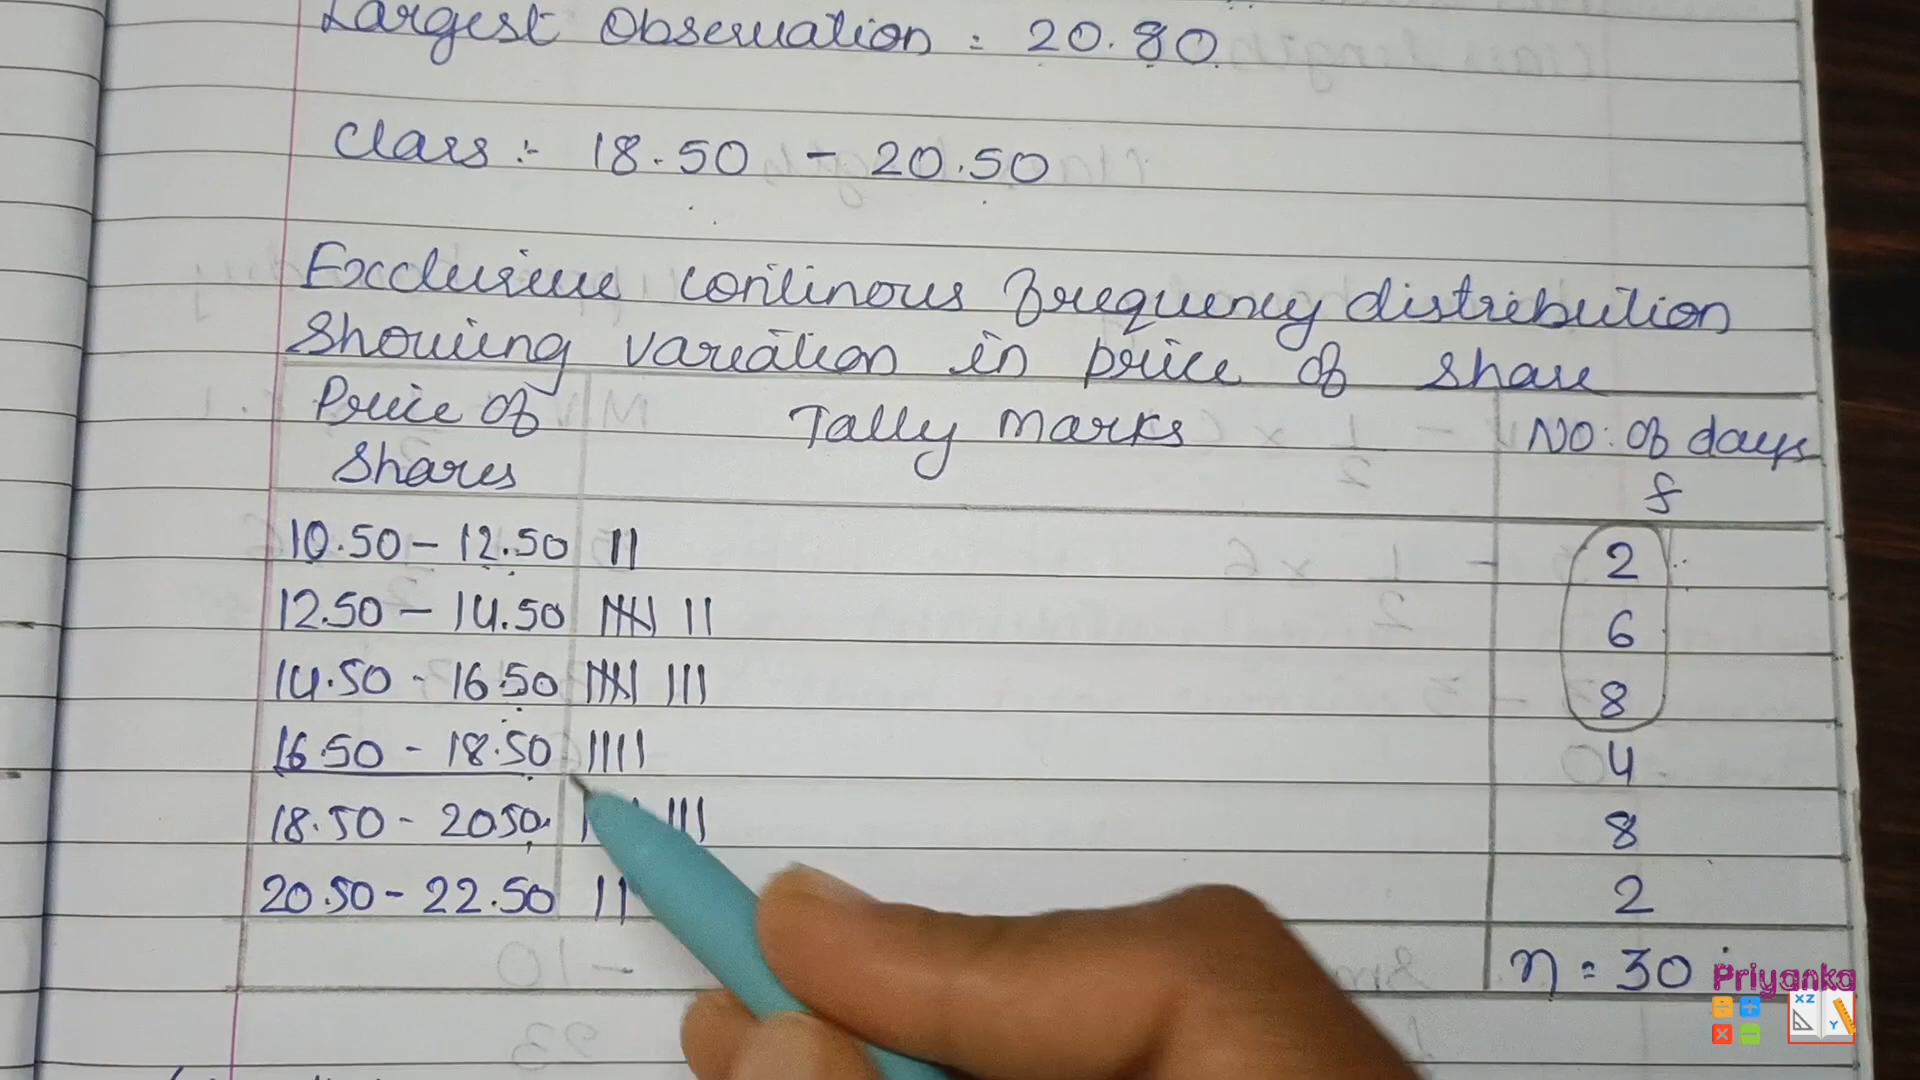 Largest Observation : 20.80
Class :- 18.50 - 20.50
Exclusive continous frequency distribution
Showing variation in price of share
Price of Shares Tally Marks No. of days f
10.50 - 12.50 || 2
12.50 - 14.50 |||| || 6
14.50 - 16.50 |||| ||| 8
16.50 - 18.50 |||| 4
18.50 - 20.50 ||| 8
20.50 - 22.50 || 2
n = 30
Priyanka
XZ
Y